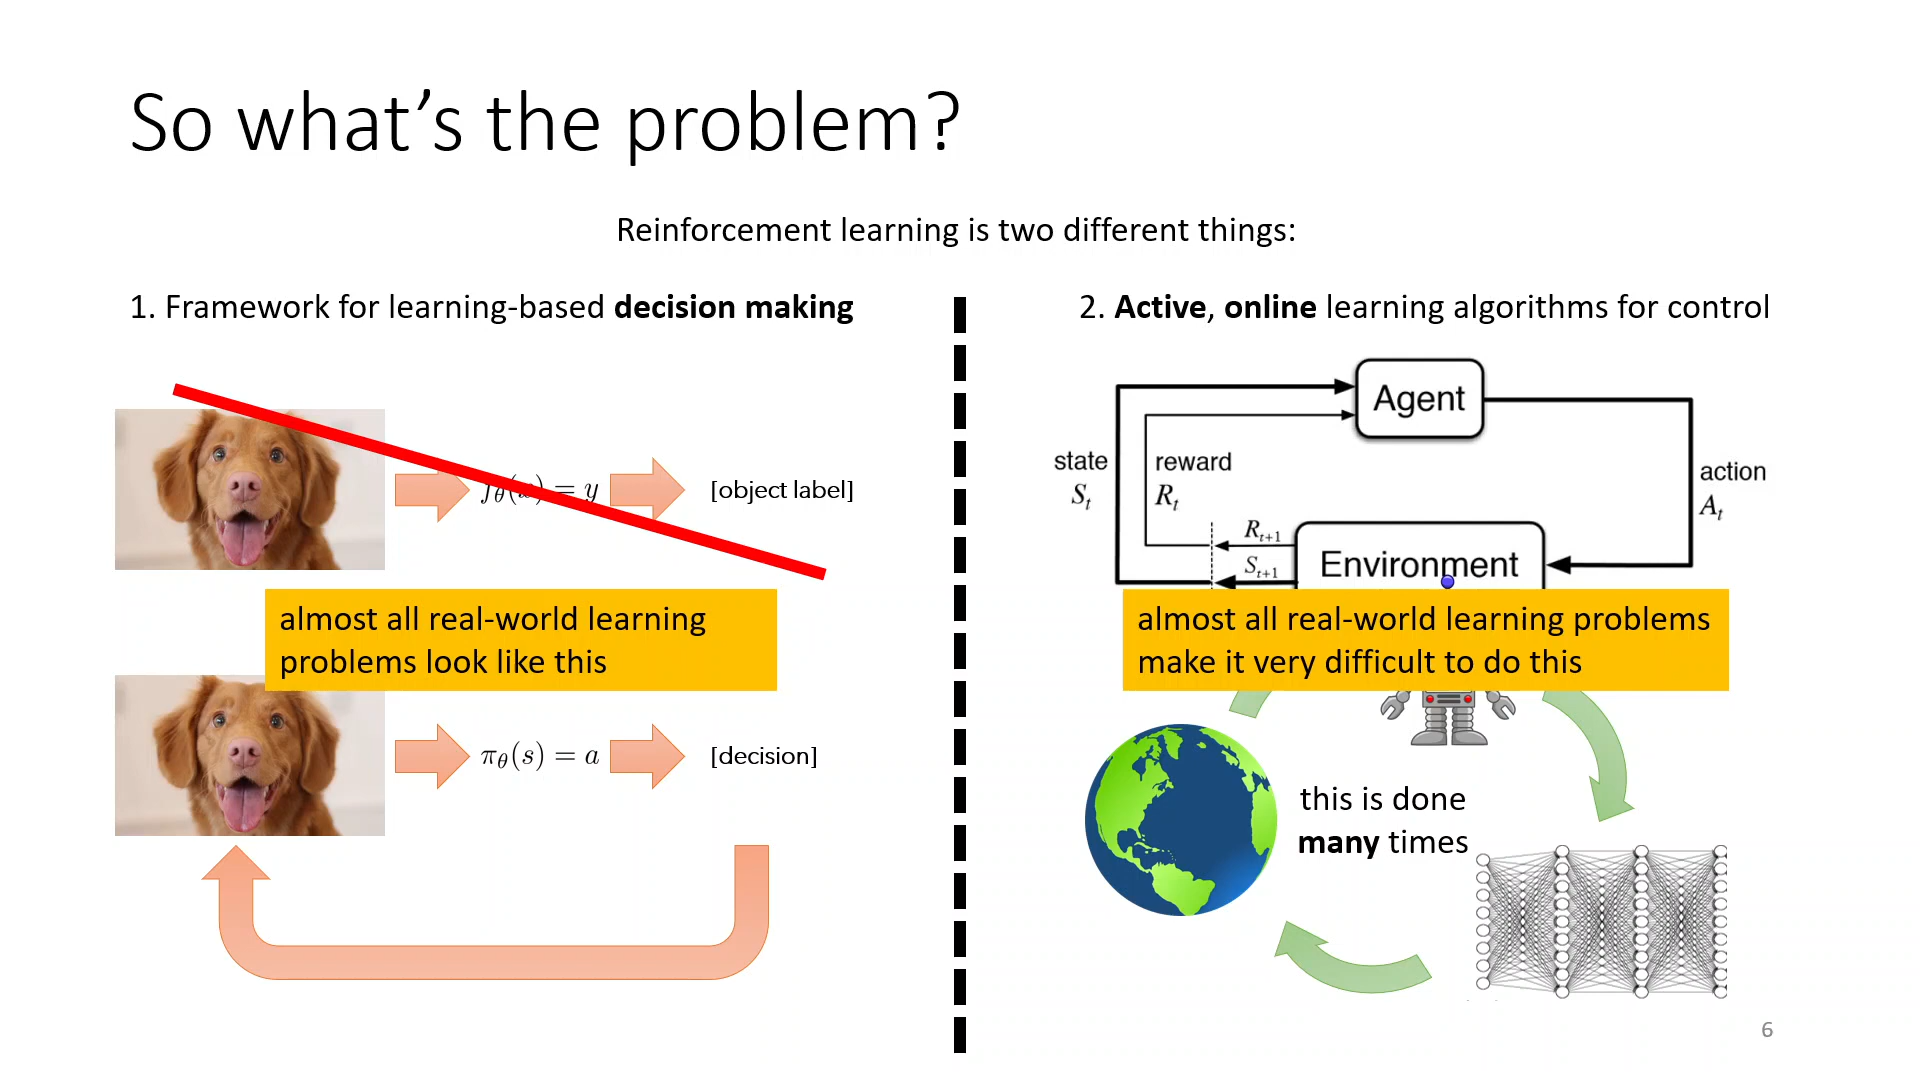 So what's the problem?
Reinforcement learning is two different things:
1. Framework for learning-based decision making
[object label]
almost all real-world learning
problems look like this
π_θ(s) = a
[decision]
2. Active, online learning algorithms for control
Agent
state
S_t
reward
R_t
action
A_t
R_{t+1}
S_{t+1}
Environment
almost all real-world learning problems
make it very difficult to do this
this is done
many times
6